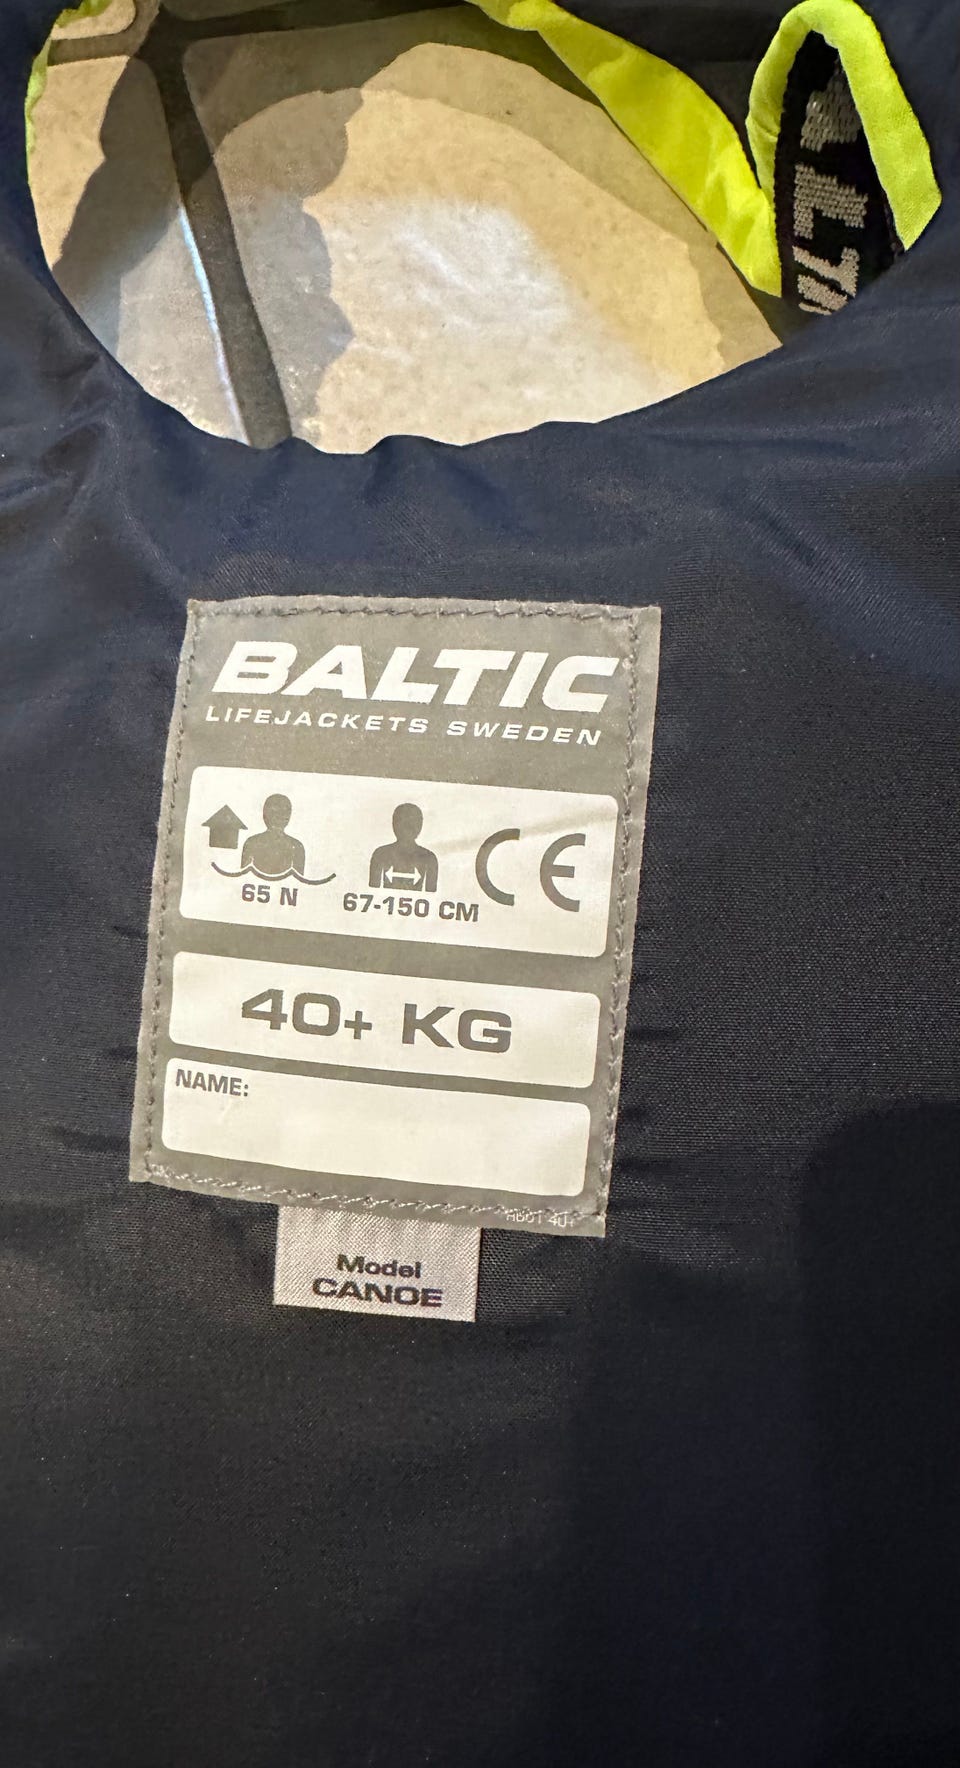 BALTIC
LIFEJACKETS SWEDEN
CE
65 N
67-150 CM
40+ KG
NAME:
Model
CANOE